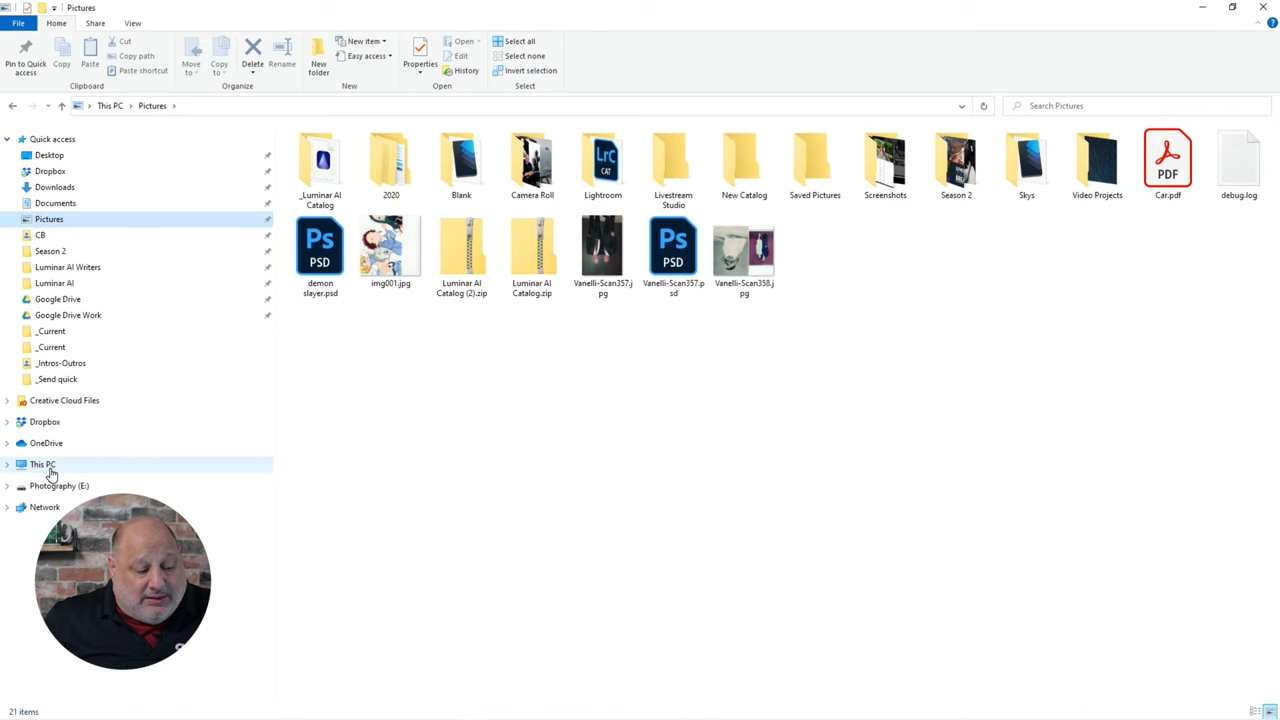 Pictures
File
Home
Share
View
Pin to Quick
access
Copy
Paste
Cut
Copy path
Paste shortcut
Clipboard
Move
to
Copy
to
Delete
Rename
Organize
New
folder
New item
Easy access
New
Properties
Open
Edit
History
Open
Select all
Select none
Invert selection
Select
This PC
Pictures
Search Pictures
Quick access
Desktop
Dropbox
Downloads
Documents
Pictures
CB
Season 2
Luminar AI Writers
Luminar AI
Google Drive
Google Drive Work
_Current
_Current
_Intros-Outros
_Send quick
Creative Cloud Files
Dropbox
OneDrive
This PC
Photography (E:)
Network
LrC
CAT
PDF
_Luminar AI
Catalog
2020
Blank
Camera Roll
Lightroom
Livestream
Studio
New Catalog
Saved Pictures
Screenshots
Season 2
Skys
Video Projects
Car.pdf
debug.log
Ps
PSD
Ps
PSD
demon
slayer.psd
img001.jpg
Luminar AI
Catalog (2).zip
Luminar AI
Catalog.zip
Vanelli-Scan357.j
pg
Vanelli-Scan357.p
sd
Vanelli-Scan358.j
pg
21 items